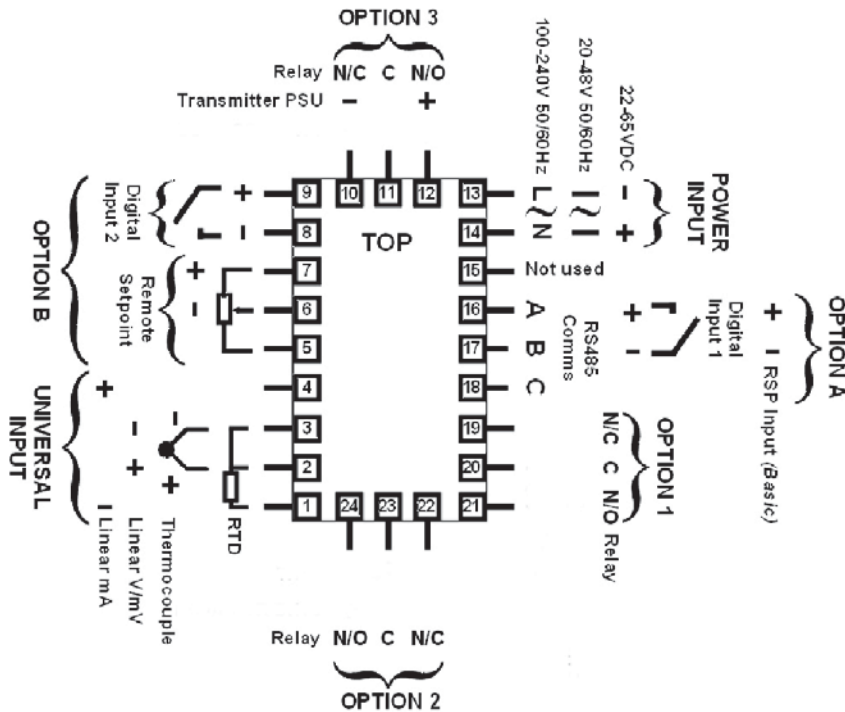 OPTION 3
Relay N/C C N/O
Transmitter PSU − +
100-240V 50/60Hz
20-48V 50/60Hz
22-65VDC
L
N
− +
POWER
INPUT
9 10 11 12 13
8 14
TOP
7 15 Not used
6 16
5 17
4 18
3 19
2 20
1 24 23 22 21
Digital
Input 2
+ −
OPTION B
Remote
Setpoint
+ −
UNIVERSAL
INPUT
+
− Linear mA
−
+
Linear V/mV
−
+
Thermocouple
RTD
A B C
RS485
Comms
+ −
Digital
Input 1
+
− RSP Input (Basic)
OPTION A
OPTION 1
N/C C N/O Relay
Relay N/O C N/C
OPTION 2